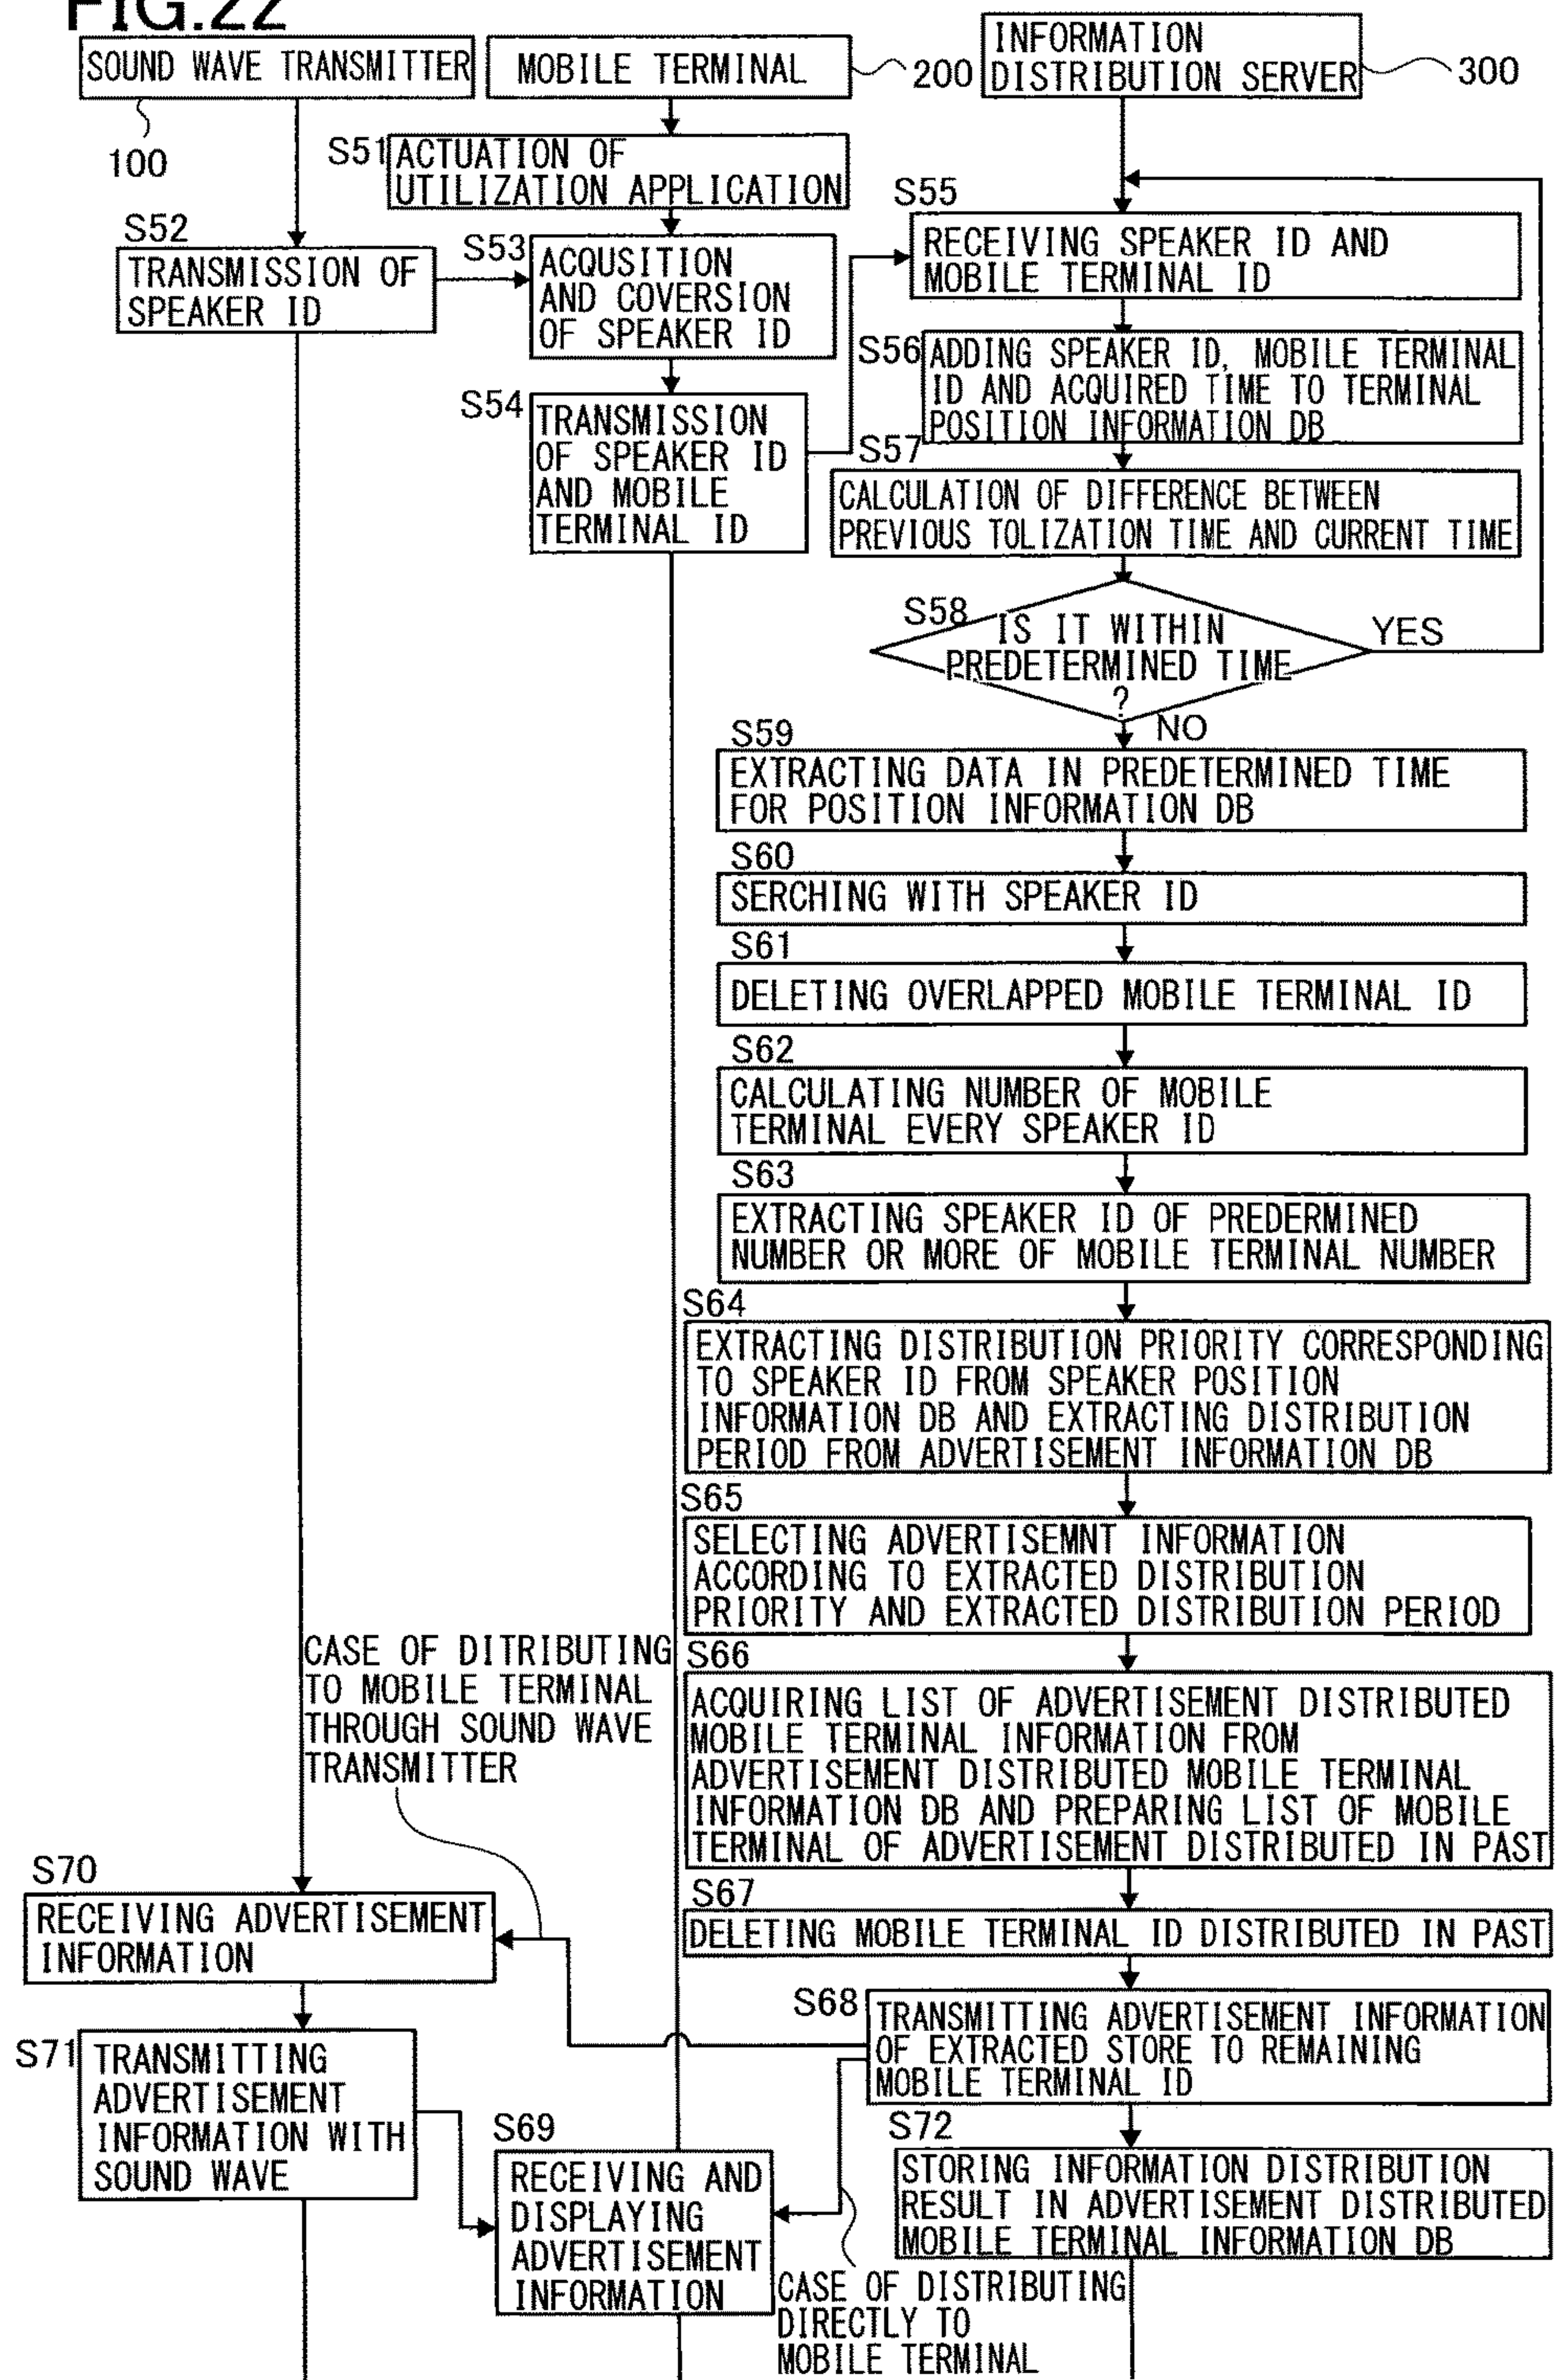 FIG.22
SOUND WAVE TRANSMITTER
100
MOBILE TERMINAL
200
INFORMATION
DISTRIBUTION SERVER
300
S51
ACTUATION OF
UTILIZATION APPLICATION
S52
TRANSMISSION OF
SPEAKER ID
S53
ACQUSITION
AND COVERSION
OF SPEAKER ID
S54
TRANSMISSION
OF SPEAKER ID
AND MOBILE
TERMINAL ID
S55
RECEIVING SPEAKER ID AND
MOBILE TERMINAL ID
S56
ADDING SPEAKER ID, MOBILE TERMINAL
ID AND ACQUIRED TIME TO TERMINAL
POSITION INFORMATION DB
S57
CALCULATION OF DIFFERENCE BETWEEN
PREVIOUS TOLIZATION TIME AND CURRENT TIME
S58
IS IT WITHIN
PREDETERMINED TIME
?
YES
NO
S59
EXTRACTING DATA IN PREDETERMINED TIME
FOR POSITION INFORMATION DB
S60
SERCHING WITH SPEAKER ID
S61
DELETING OVERLAPPED MOBILE TERMINAL ID
S62
CALCULATING NUMBER OF MOBILE
TERMINAL EVERY SPEAKER ID
S63
EXTRACTING SPEAKER ID OF PREDERMINED
NUMBER OR MORE OF MOBILE TERMINAL NUMBER
S64
EXTRACTING DISTRIBUTION PRIORITY CORRESPONDING
TO SPEAKER ID FROM SPEAKER POSITION
INFORMATION DB AND EXTRACTING DISTRIBUTION
PERIOD FROM ADVERTISEMENT INFORMATION DB
S65
SELECTING ADVERTISEMNT INFORMATION
ACCORDING TO EXTRACTED DISTRIBUTION
PRIORITY AND EXTRACTED DISTRIBUTION PERIOD
S66
ACQUIRING LIST OF ADVERTISEMENT DISTRIBUTED
MOBILE TERMINAL INFORMATION FROM
ADVERTISEMENT DISTRIBUTED MOBILE TERMINAL
INFORMATION DB AND PREPARING LIST OF MOBILE
TERMINAL OF ADVERTISEMENT DISTRIBUTED IN PAST
S67
DELETING MOBILE TERMINAL ID DISTRIBUTED IN PAST
S68
TRANSMITTING ADVERTISEMENT INFORMATION
OF EXTRACTED STORE TO REMAINING
MOBILE TERMINAL ID
CASE OF DITRIBUTING
TO MOBILE TERMINAL
THROUGH SOUND WAVE
TRANSMITTER
S70
RECEIVING ADVERTISEMENT
INFORMATION
S71
TRANSMITTING
ADVERTISEMENT
INFORMATION WITH
SOUND WAVE
S69
RECEIVING AND
DISPLAYING
ADVERTISEMENT
INFORMATION
S72
STORING INFORMATION DISTRIBUTION
RESULT IN ADVERTISEMENT DISTRIBUTED
MOBILE TERMINAL INFORMATION DB
CASE OF DISTRIBUTING
DIRECTLY TO
MOBILE TERMINAL